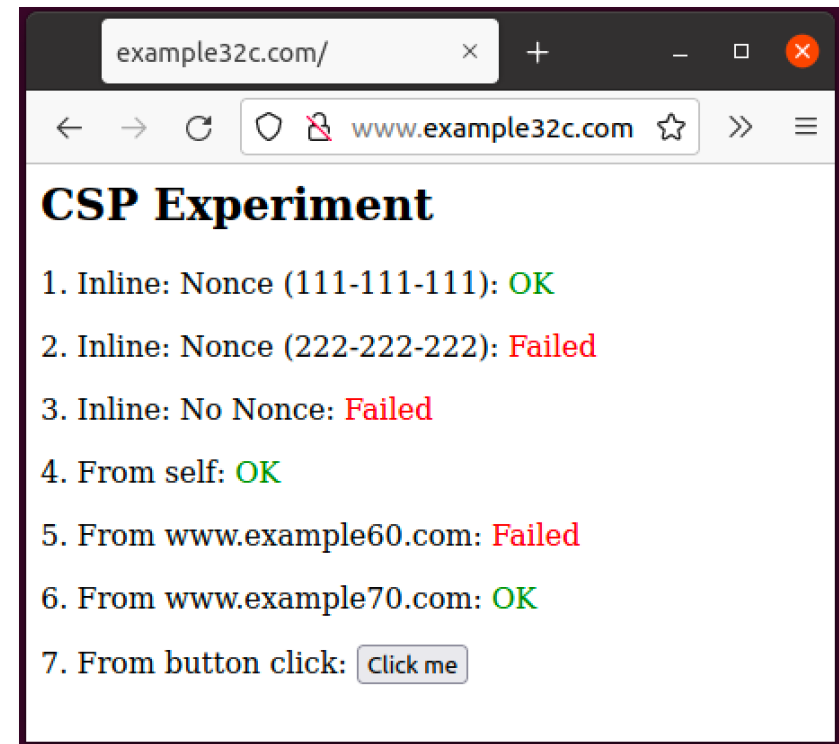 example32c.com/
www.example32c.com
CSP Experiment
1. Inline: Nonce (111-111-111): OK
2. Inline: Nonce (222-222-222): Failed
3. Inline: No Nonce: Failed
4. From self: OK
5. From www.example60.com: Failed
6. From www.example70.com: OK
7. From button click: Click me